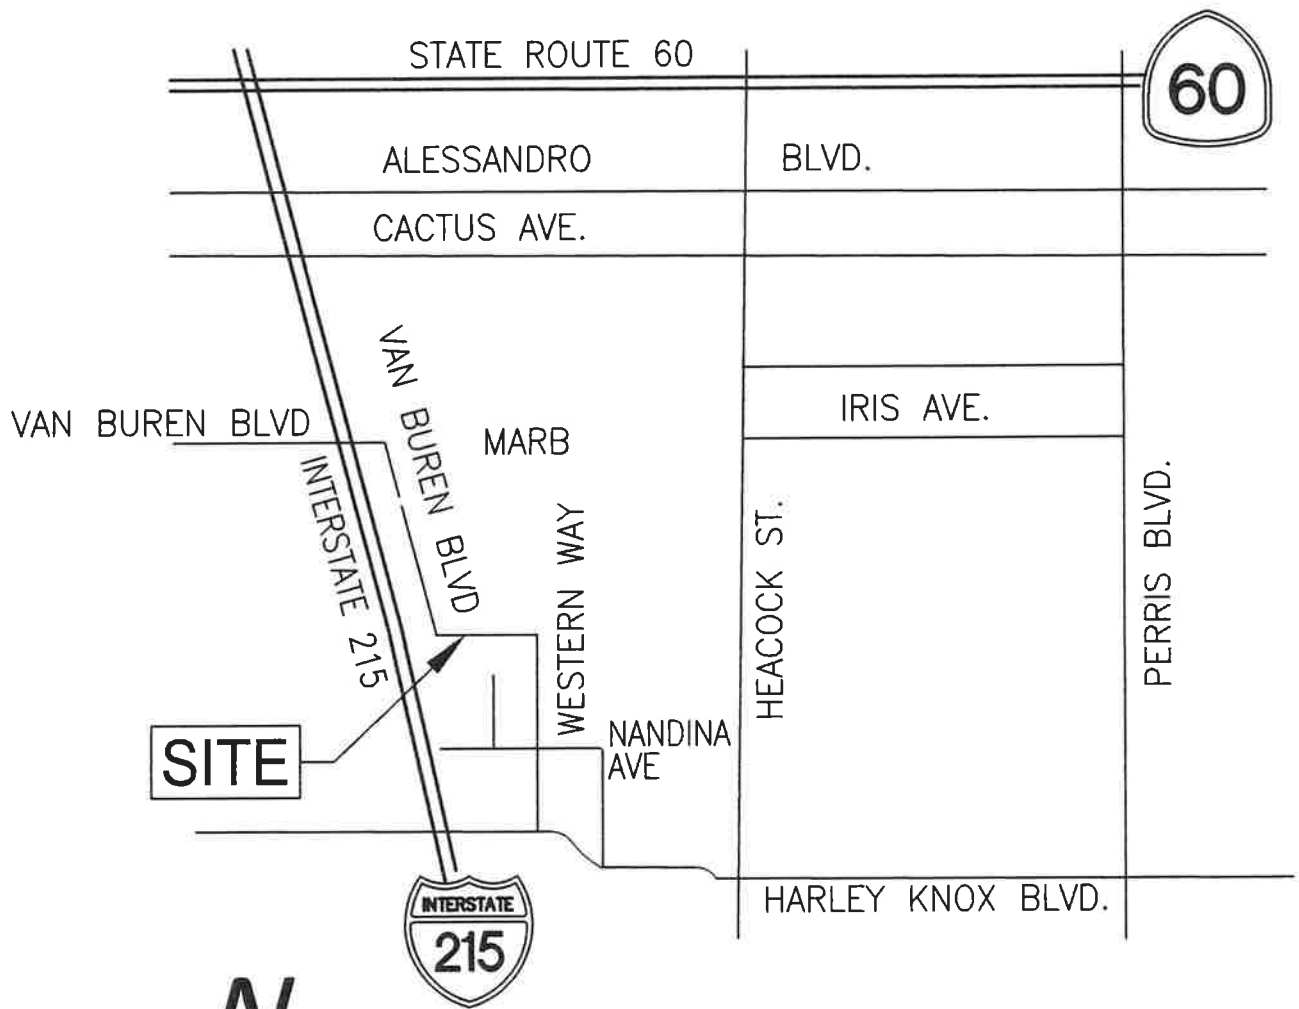 STATE ROUTE 60
60
ALESSANDRO BLVD.
CACTUS AVE.
VAN BUREN BLVD
VAN BUREN BLVD
MARB
IRIS AVE.
INTERSTATE 215
WESTERN WAY
HEACOCK ST.
PERRIS BLVD.
SITE
NANDINA
AVE
HARLEY KNOX BLVD.
INTERSTATE
215
N